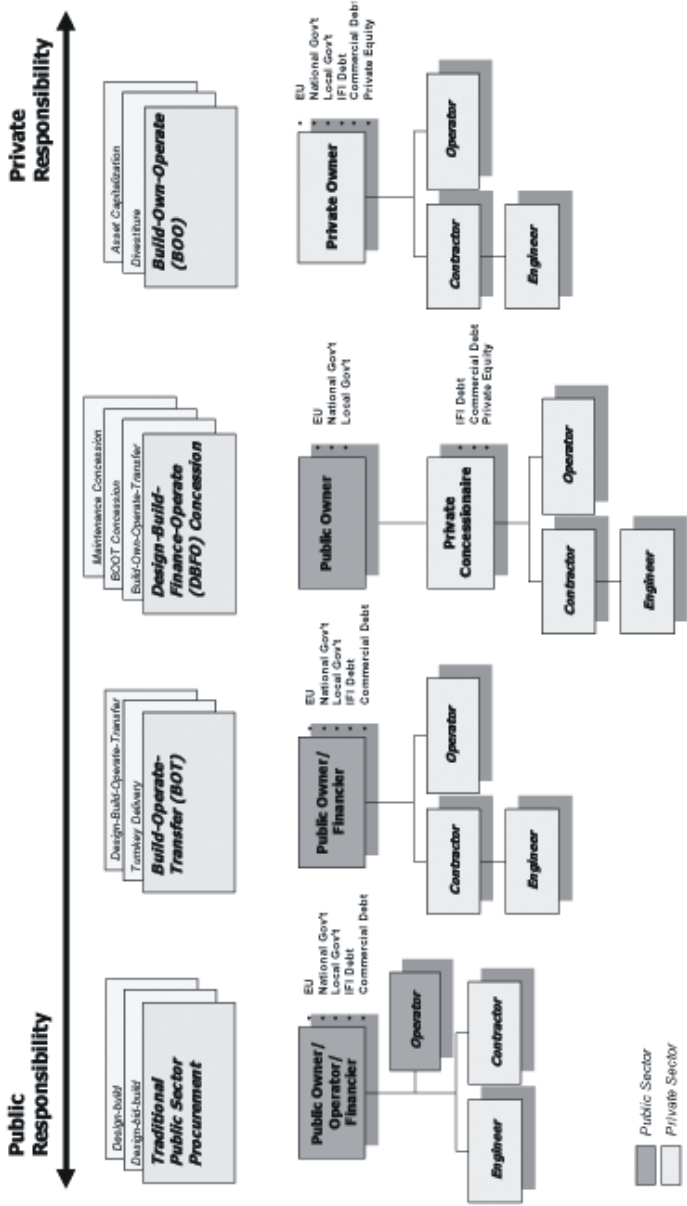 Public
Responsibility
Private
Responsibility
Design-build
Design-bid-build
Traditional
Public Sector
Procurement
Design-Build-Operate-Transfer
Turnkey Delivery
Build-Operate-
Transfer (BOT)
Maintenance Concession
BOOT Concession
Build-Own-Operate-Transfer
Design-Build-
Finance-Operate
(DBFO) Concession
Asset Capitalization
Divestiture
Build-Own-Operate
(BOO)
Public Owner/
Operator/
Financier
• EU
• National Gov't
• Local Gov't
• IFI Debt
• Commercial Debt
Operator
Engineer
Contractor
Public Owner/
Financier
• EU
• National Gov't
• Local Gov't
• IFI Debt
• Commercial Debt
Contractor
Operator
Engineer
Public Owner
• EU
• National Gov't
• Local Gov't
Private
Concessionaire
• IFI Debt
• Commercial Debt
• Private Equity
Contractor
Operator
Engineer
Private Owner
• EU
• National Gov't
• Local Gov't
• IFI Debt
• Commercial Debt
• Private Equity
Contractor
Operator
Engineer
Public Sector
Private Sector